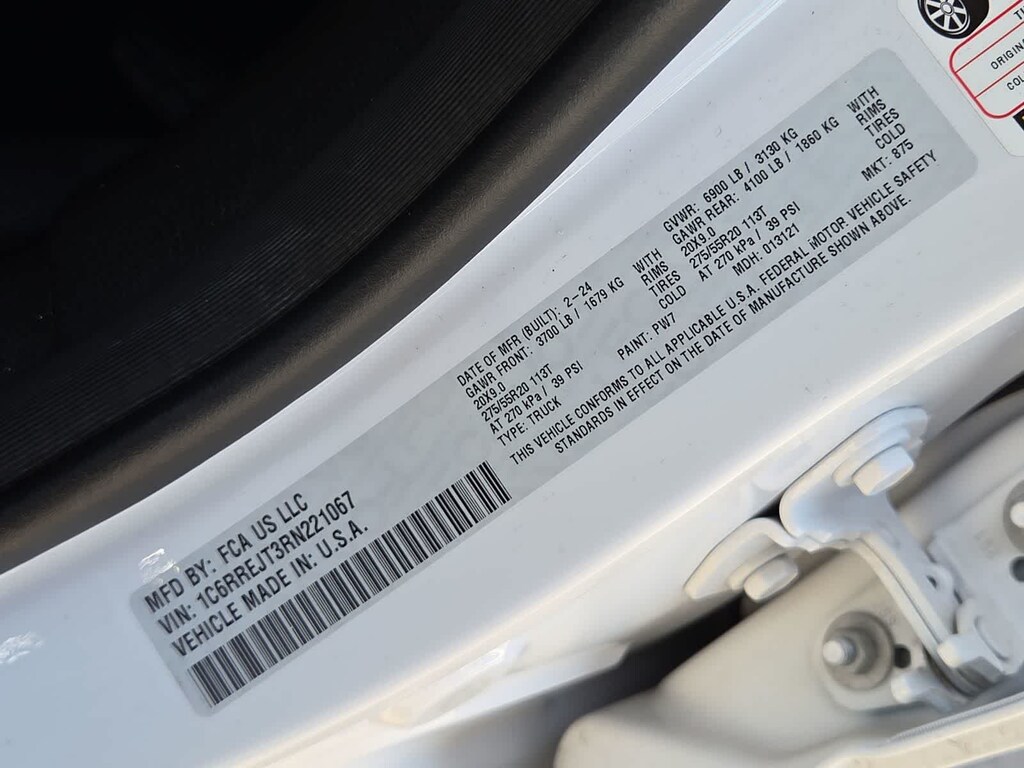 MFD BY: FCA US LLC
VIN: 1C6RREJT3RN221067
VEHICLE MADE IN: U.S.A.
DATE OF MFR (BUILT): 2-24 GVWR: 6900 LB / 3130 KG
GAWR FRONT: 3700 LB / 1679 KG WITH GAWR REAR: 4100 LB / 1860 KG WITH
20X9.0 RIMS 20X9.0 RIMS
275/55R20 113T TIRES 275/55R20 113T TIRES
AT 270 kPa / 39 PSI COLD AT 270 kPa / 39 PSI COLD
TYPE: TRUCK PAINT: PW7 MDH: 013121 MKT: 875
THIS VEHICLE CONFORMS TO ALL APPLICABLE U.S.A. FEDERAL MOTOR VEHICLE SAFETY
STANDARDS IN EFFECT ON THE DATE OF MANUFACTURE SHOWN ABOVE.